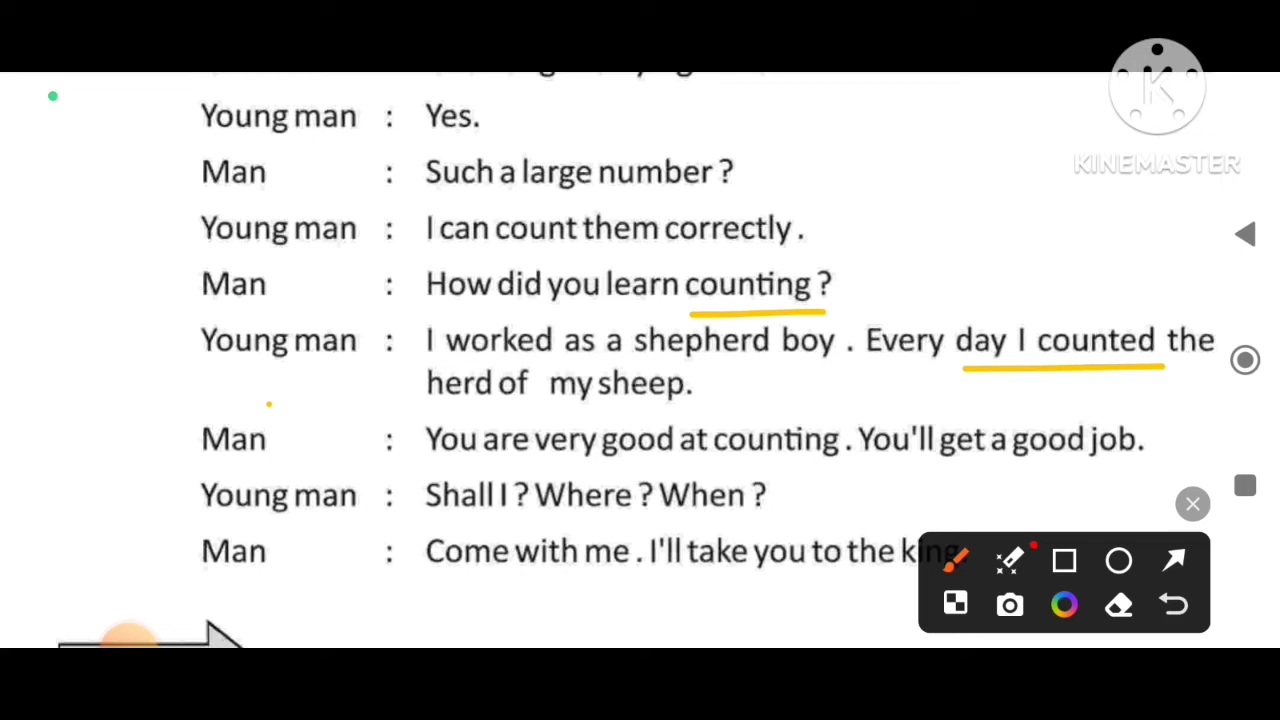 Young man : Yes.
Man : Such a large number ?
Young man : I can count them correctly .
Man : How did you learn counting ?
Young man : I worked as a shepherd boy . Every day I counted the
herd of my sheep.
Man : You are very good at counting . You'll get a good job.
Young man : Shall I ? Where ? When ?
Man : Come with me . I'll take you to the king.
K
KINEMASTER